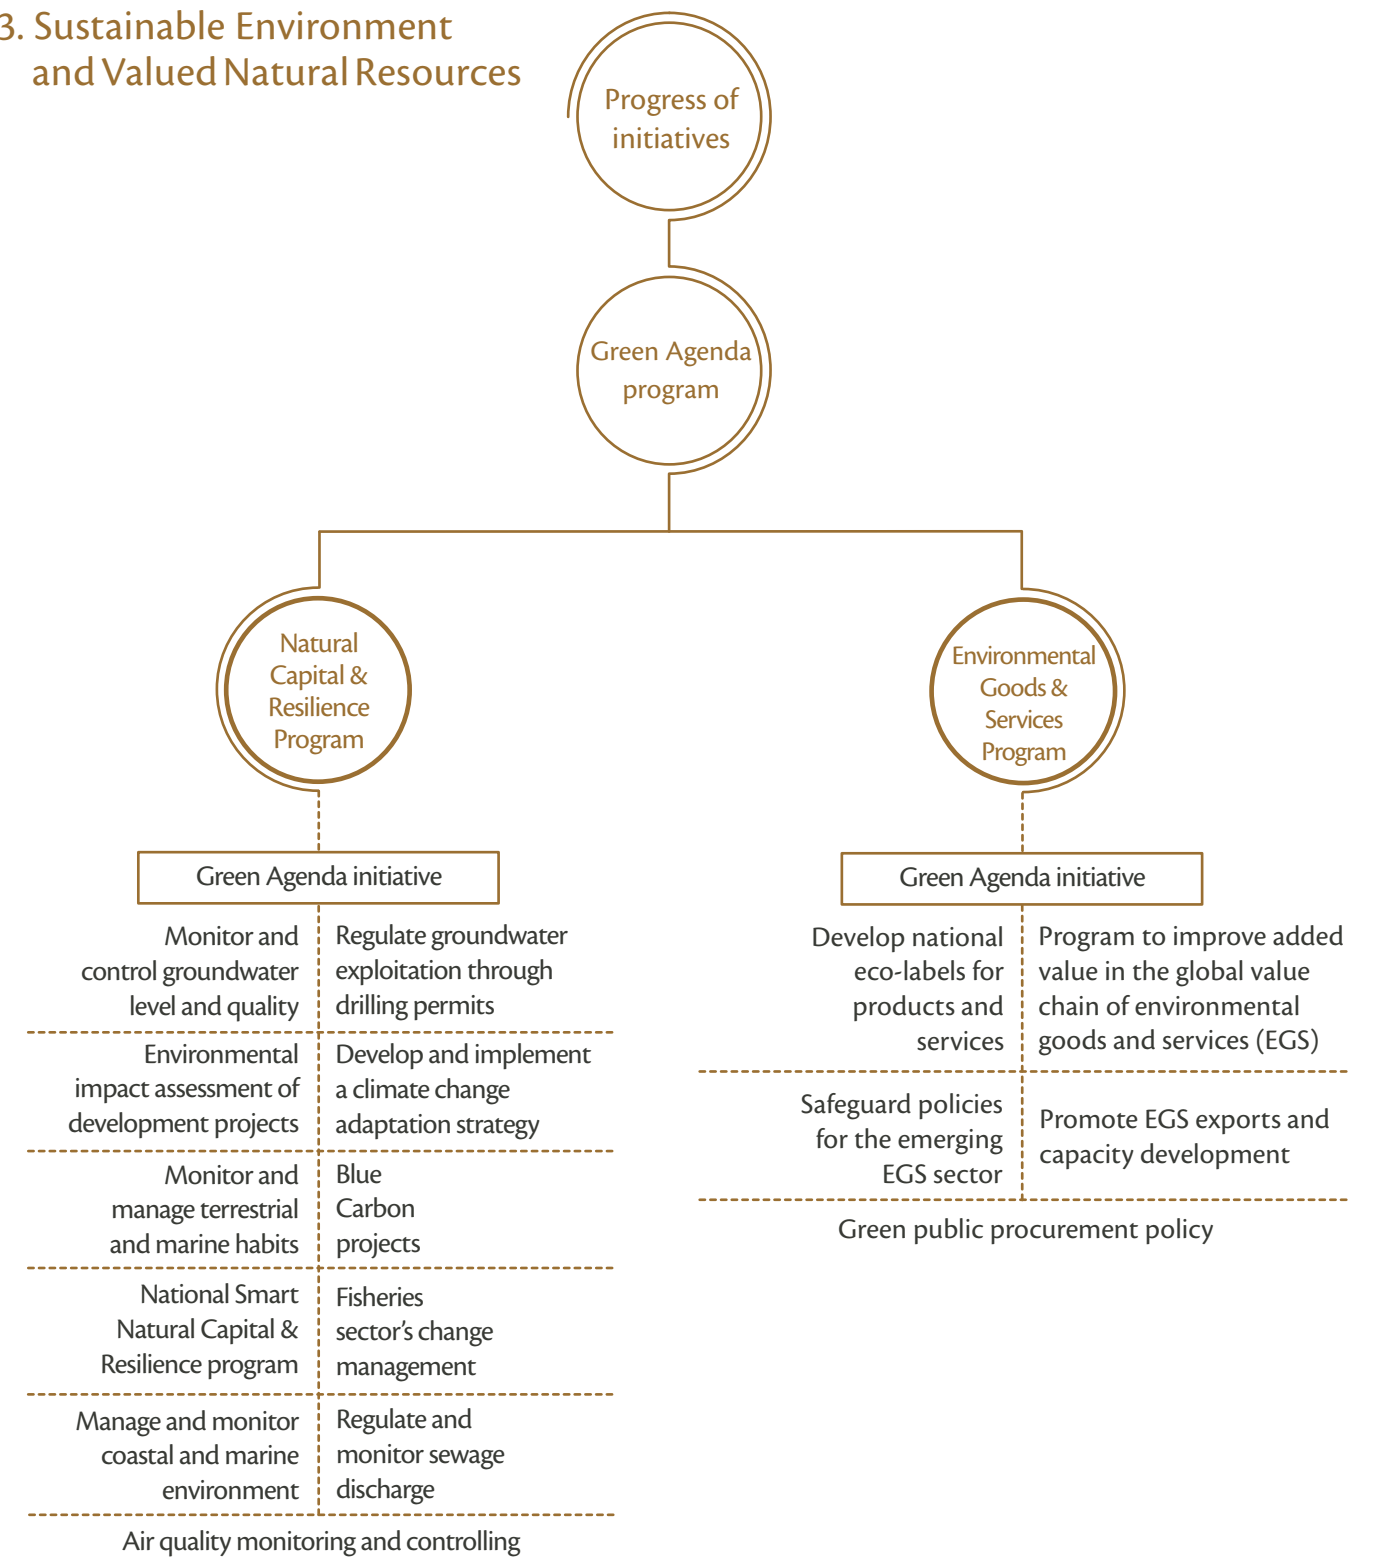 3. Sustainable Environment
and Valued Natural Resources
Progress of
initiatives
Green Agenda
program
Natural
Capital &
Resilience
Program
Environmental
Goods &
Services
Program
Green Agenda initiative
Monitor and
control groundwater
level and quality
Regulate groundwater
exploitation through
drilling permits
Environmental
impact assessment of
development projects
Develop and implement
a climate change
adaptation strategy
Monitor and
manage terrestrial
and marine habits
Blue
Carbon
projects
National Smart
Natural Capital &
Resilience program
Fisheries
sector's change
management
Manage and monitor
coastal and marine
environment
Regulate and
monitor sewage
discharge
Air quality monitoring and controlling
Green Agenda initiative
Develop national
eco-labels for
products and
services
Program to improve added
value in the global value
chain of environmental
goods and services (EGS)
Safeguard policies
for the emerging
EGS sector
Promote EGS exports and
capacity development
Green public procurement policy